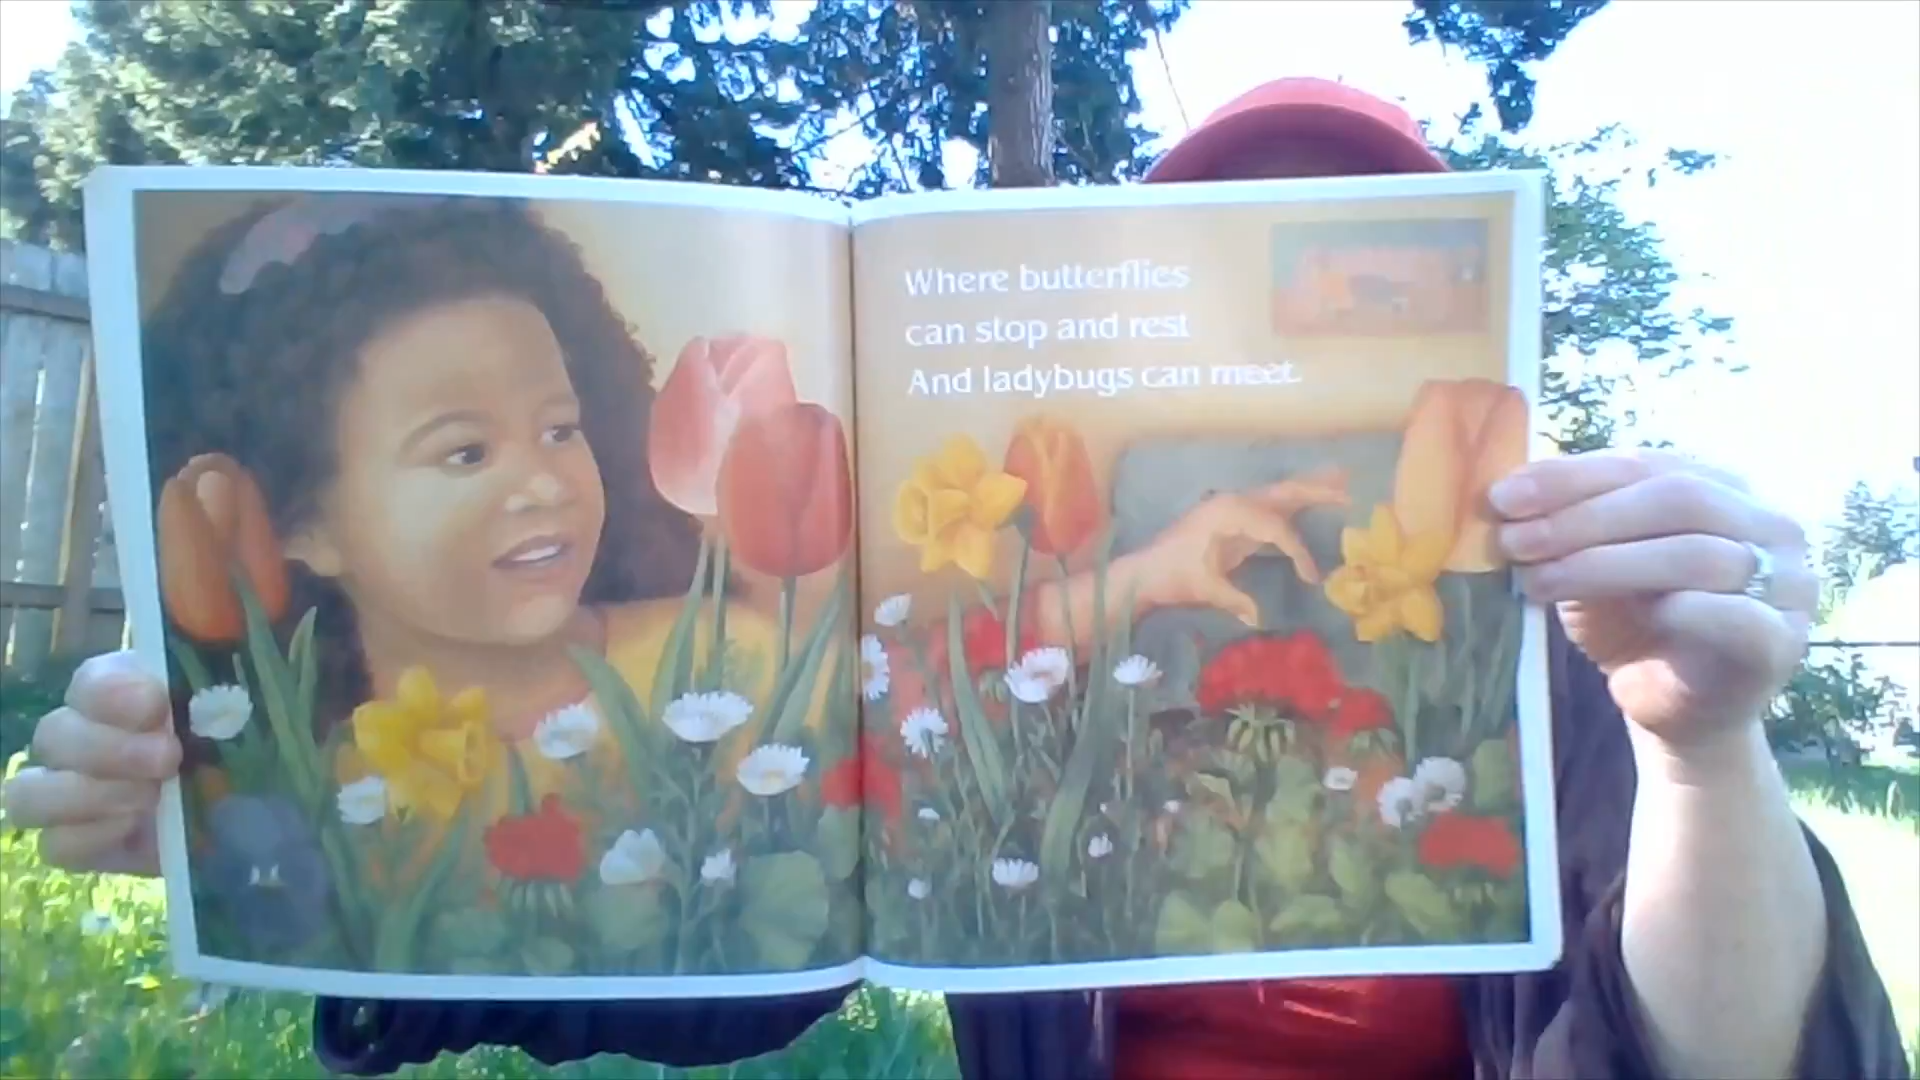 Where butterflies
can stop and rest
And ladybugs can meet.